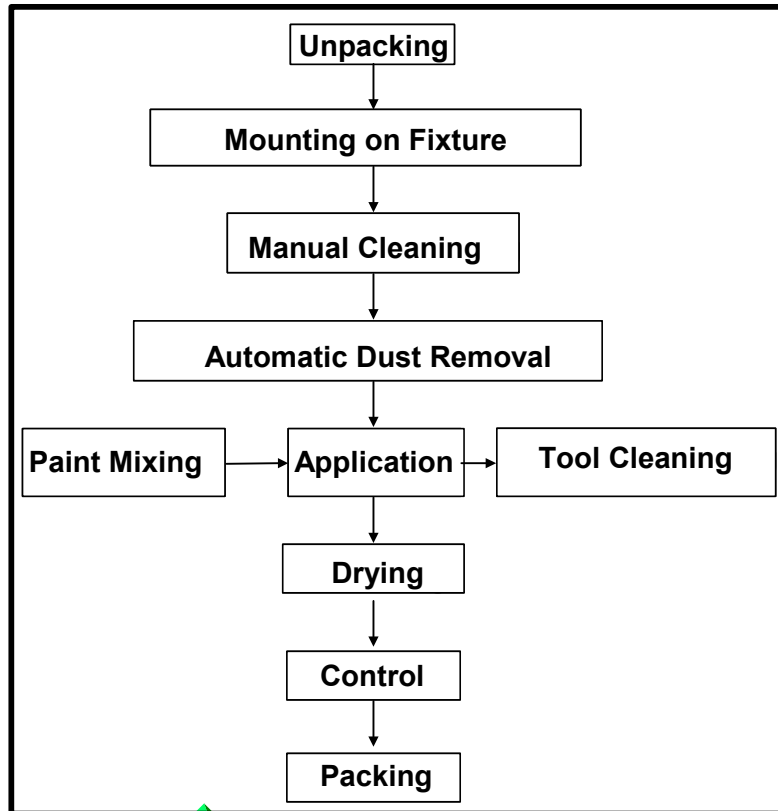 Unpacking
Mounting on Fixture
Manual Cleaning
Automatic Dust Removal
Paint Mixing
Application
Tool Cleaning
Drying
Control
Packing